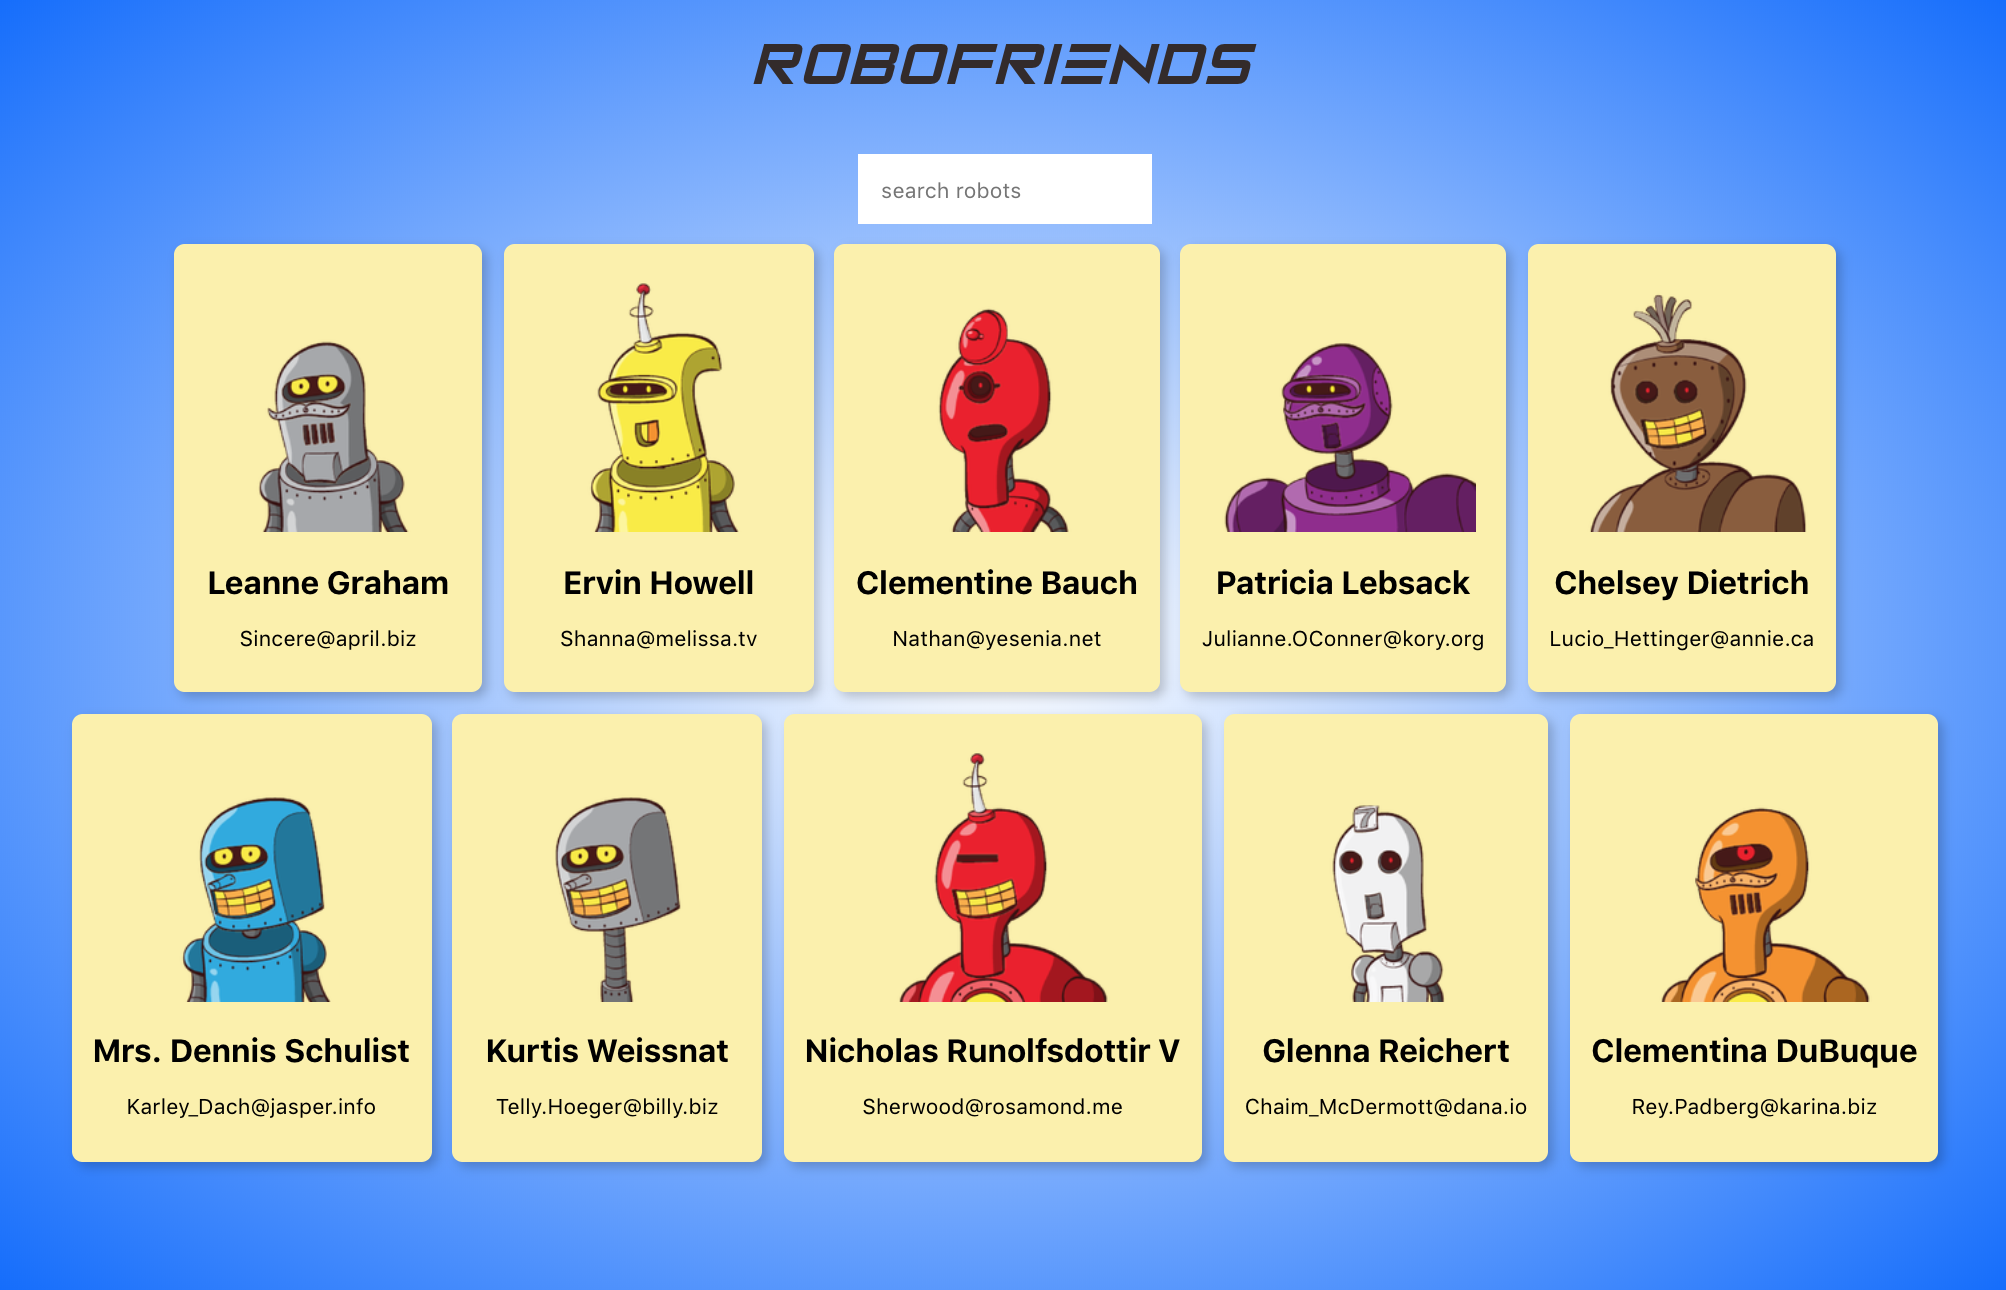 ROBOFRIENDS
search robots
Leanne Graham
Sincere@april.biz
Ervin Howell
Shanna@melissa.tv
Clementine Bauch
Nathan@yesenia.net
Patricia Lebsack
Julianne.OConner@kory.org
Chelsey Dietrich
Lucio_Hettinger@annie.ca
Mrs. Dennis Schulist
Karley_Dach@jasper.info
Kurtis Weissnat
Telly.Hoeger@billy.biz
Nicholas Runolfsdottir V
Sherwood@rosamond.me
7
Glenna Reichert
Chaim_McDermott@dana.io
Clementina DuBuque
Rey.Padberg@karina.biz